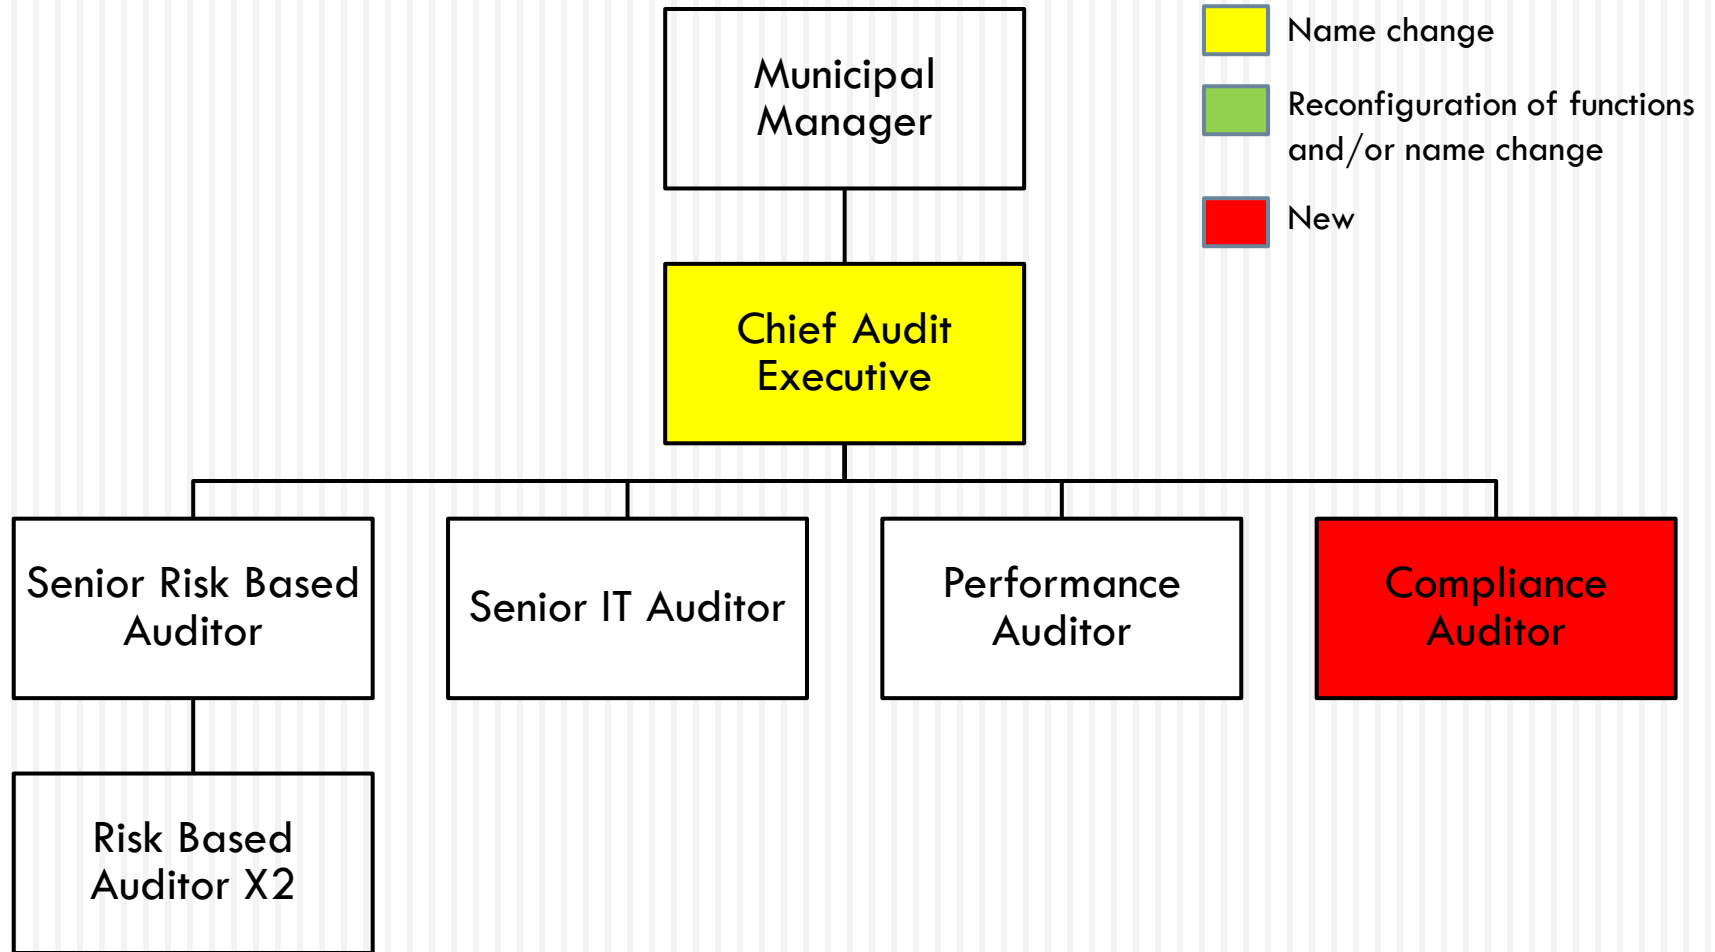 Name change
Municipal
Manager
Reconfiguration of functions
and/or name change
New
Chief Audit
Executive
Senior Risk Based
Auditor
Senior IT Auditor
Performance
Auditor
Compliance
Auditor
Risk Based
Auditor X2